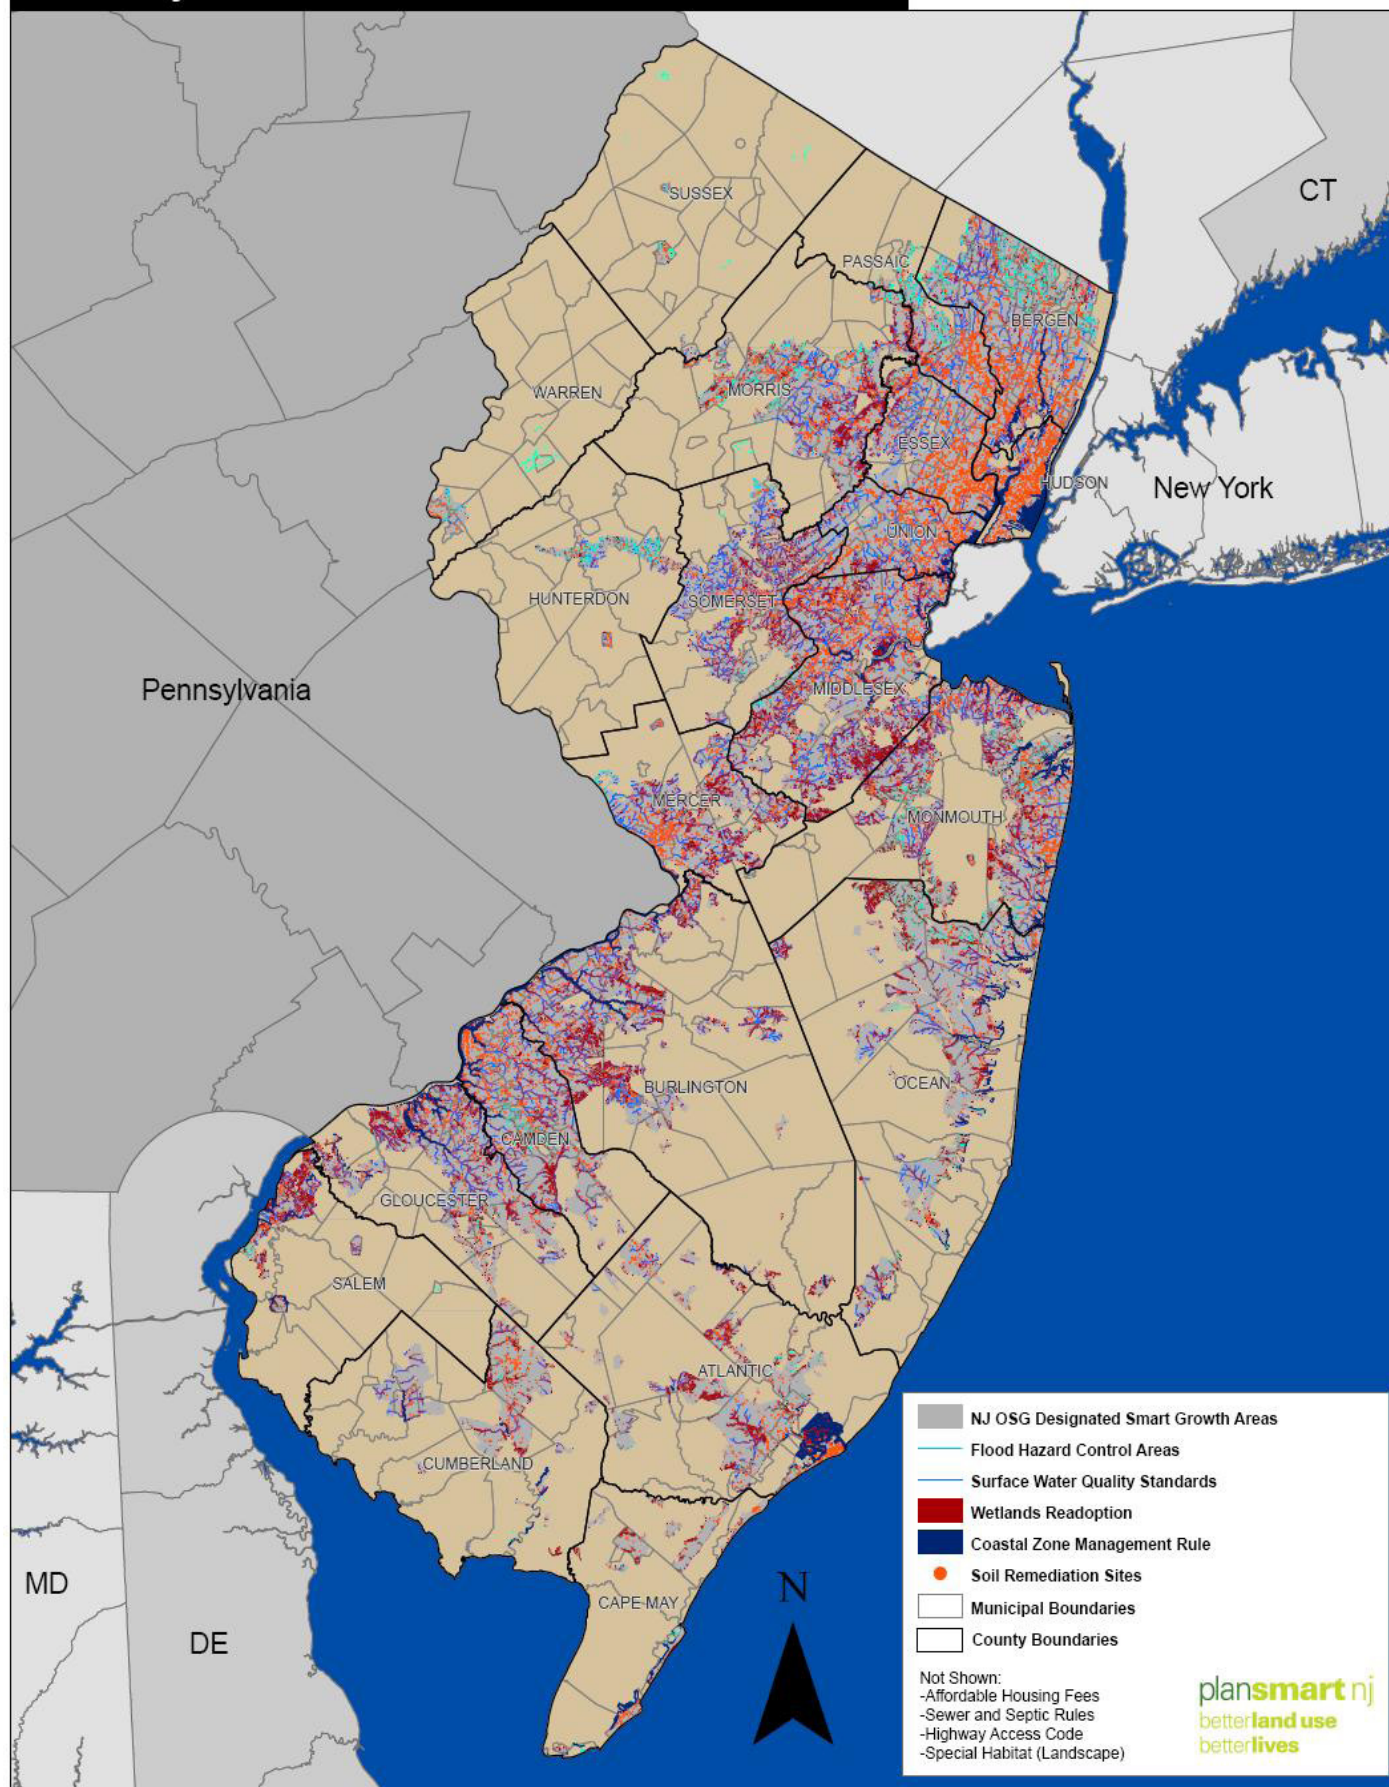 CT
SUSSEX
PASSAIC
BERGEN
WARREN
MORRIS
ESSEX
HUDSON
New York
UNION
HUNTERDON
SOMERSET
Pennsylvania
MIDDLESEX
MERCER
MONMOUTH
BURLINGTON
OCEAN
CAMDEN
GLOUCESTER
SALEM
ATLANTIC
CUMBERLAND
MD
DE
CAPE MAY
N
NJ OSG Designated Smart Growth Areas
Flood Hazard Control Areas
Surface Water Quality Standards
Wetlands Readoption
Coastal Zone Management Rule
Soil Remediation Sites
Municipal Boundaries
County Boundaries
Not Shown:
-Affordable Housing Fees
-Sewer and Septic Rules
-Highway Access Code
-Special Habitat (Landscape)
plansmart nj
betterland use
betterlives